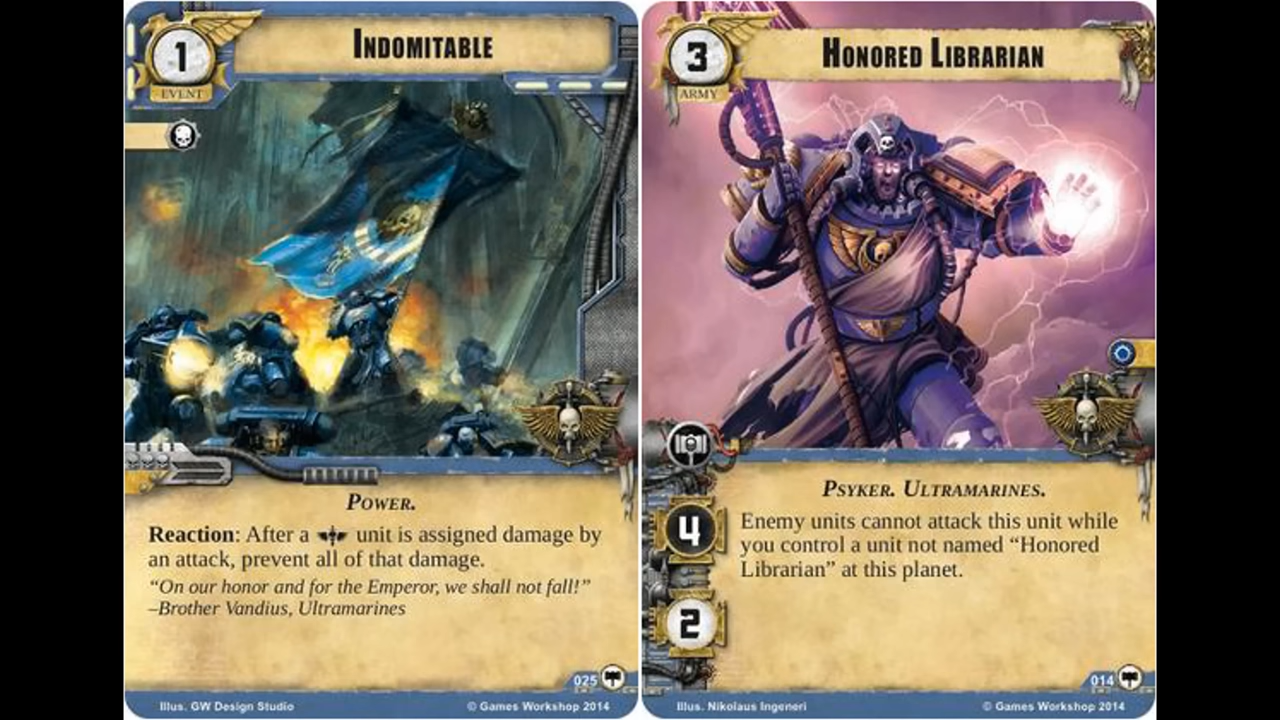 1
EVENT
INDOMITABLE
POWER.
Reaction: After a unit is assigned damage by
an attack, prevent all of that damage.
“On our honor and for the Emperor, we shall not fall!”
–Brother Vandius, Ultramarines
025
Illus. GW Design Studio
© Games Workshop 2014
3
ARMY
HONORED LIBRARIAN
PSYKER. ULTRAMARINES.
4
Enemy units cannot attack this unit while
you control a unit not named “Honored
Librarian” at this planet.
2
014
Illus. Nikolaus Ingeneri
© Games Workshop 2014